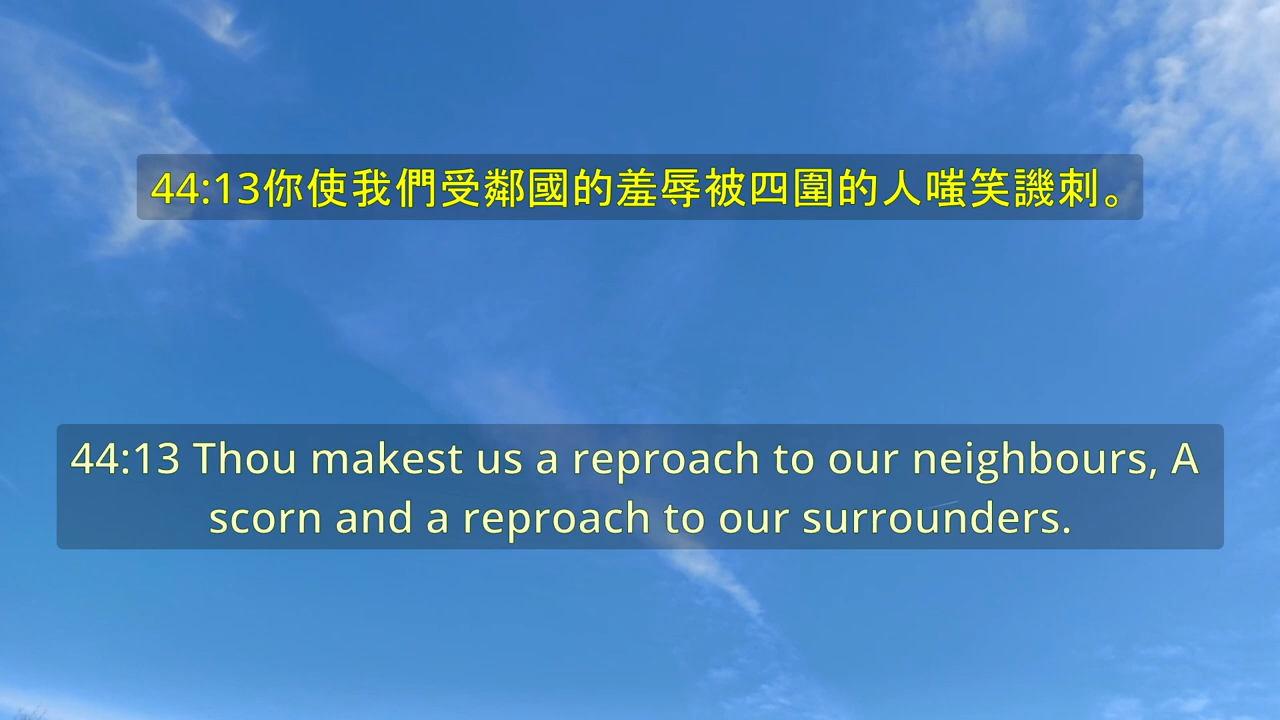 44:13你使我們受鄰國的羞辱被四圍的人嗤笑譏刺。
44:13 Thou makest us a reproach to our neighbours, A
scorn and a reproach to our surrounders.